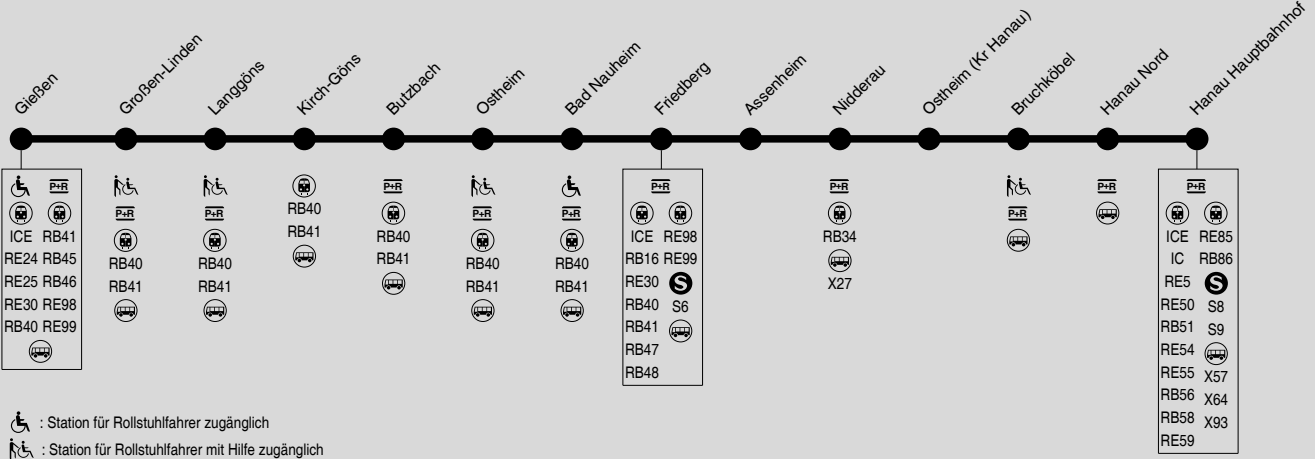 Gießen
Großen-Linden
Langgöns
Kirch-Göns
Butzbach
Ostheim
Bad Nauheim
Friedberg
Assenheim
Nidderau
Ostheim (Kr Hanau)
Bruchköbel
Hanau Nord
Hanau Hauptbahnhof
P+R
ICE RB41
RE24 RB45
RE25 RB46
RE30 RE98
RB40 RE99
P+R
RB40
RB41
P+R
RB40
RB41
RB40
RB41
P+R
RB40
RB41
P+R
RB40
RB41
P+R
RB40
RB41
P+R
ICE RE98
RB16 RE99
RE30 S
RB40 S6
RB41
RB47
RB48
P+R
RB34
X27
P+R
P+R
P+R
ICE RE85
IC RB86
RE5 S
RE50 S8
RB51 S9
RE54
RE55 X57
RB56 X64
RB58 X93
RE59
: Station für Rollstuhlfahrer zugänglich
: Station für Rollstuhlfahrer mit Hilfe zugänglich